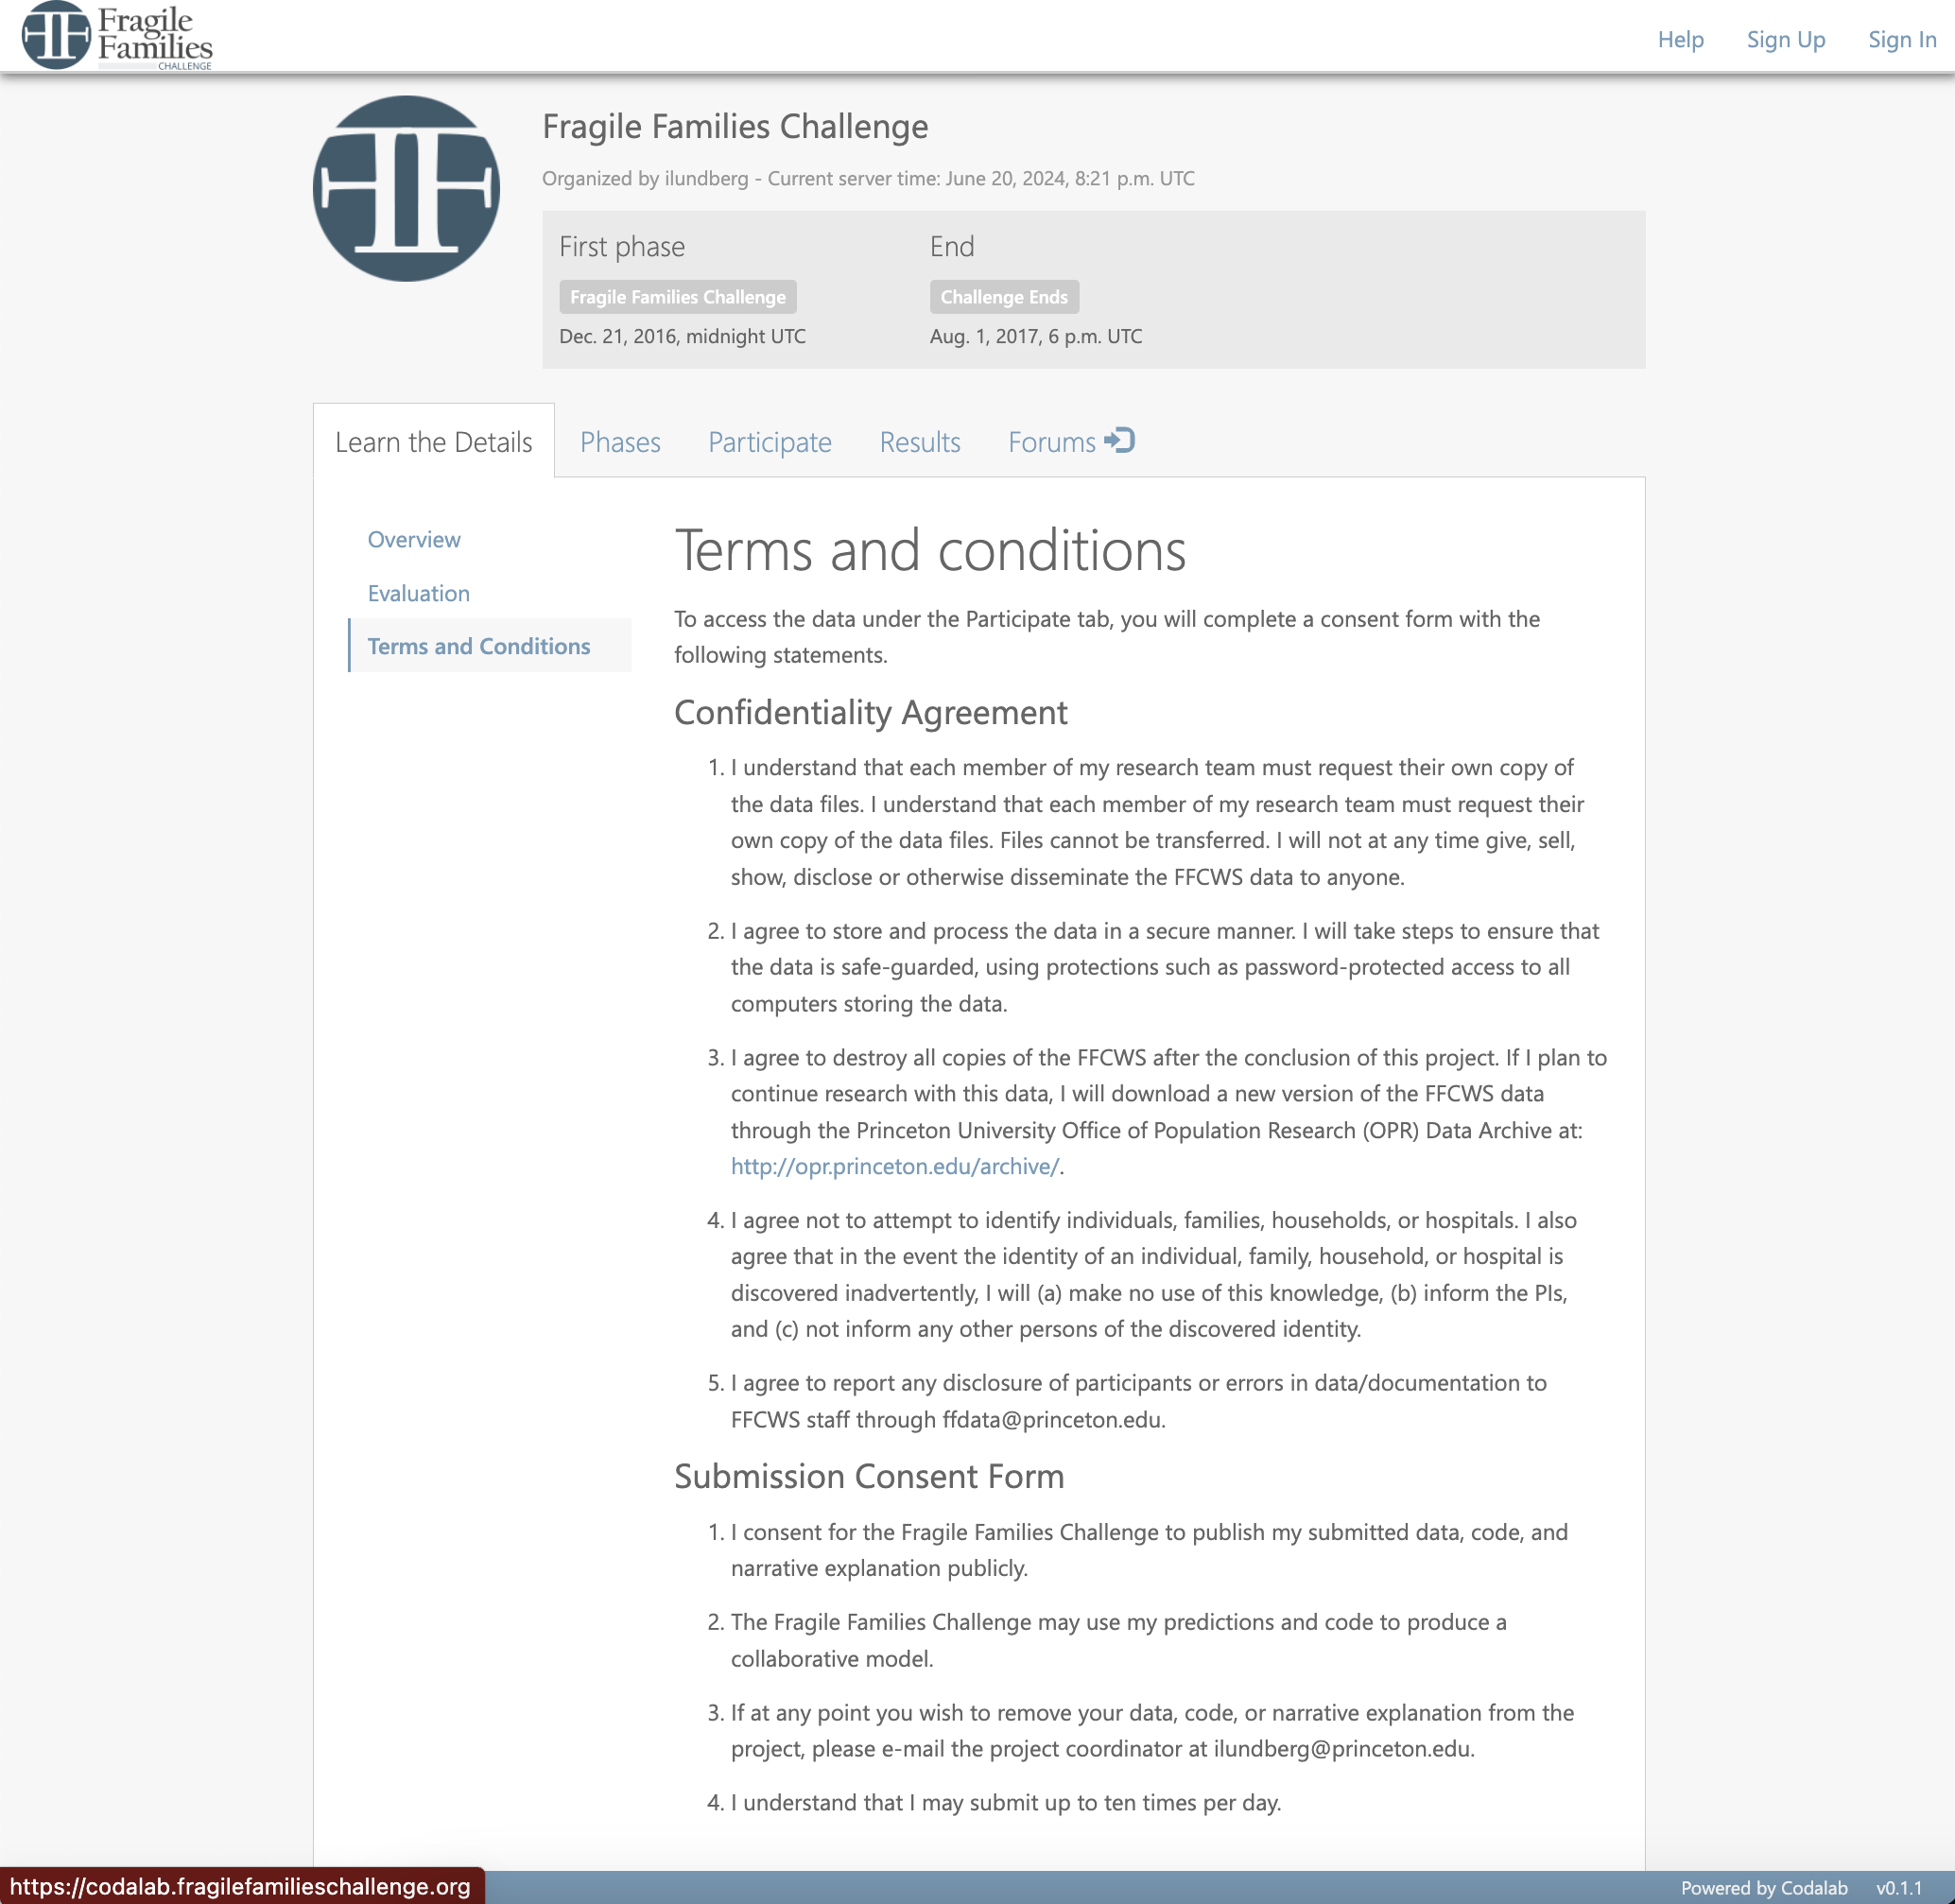 Fragile
Families
CHALLENGE
Help Sign Up Sign In
Fragile Families Challenge
Organized by ilundberg - Current server time: June 20, 2024, 8:21 p.m. UTC
First phase End
Fragile Families Challenge Challenge Ends
Dec. 21, 2016, midnight UTC Aug. 1, 2017, 6 p.m. UTC
Learn the Details Phases Participate Results Forums
Overview
Evaluation
Terms and Conditions
Terms and conditions
To access the data under the Participate tab, you will complete a consent form with the
following statements.
Confidentiality Agreement
1. I understand that each member of my research team must request their own copy of
the data files. I understand that each member of my research team must request their
own copy of the data files. Files cannot be transferred. I will not at any time give, sell,
show, disclose or otherwise disseminate the FFCWS data to anyone.
2. I agree to store and process the data in a secure manner. I will take steps to ensure that
the data is safe-guarded, using protections such as password-protected access to all
computers storing the data.
3. I agree to destroy all copies of the FFCWS after the conclusion of this project. If I plan to
continue research with this data, I will download a new version of the FFCWS data
through the Princeton University Office of Population Research (OPR) Data Archive at:
http://opr.princeton.edu/archive/.
4. I agree not to attempt to identify individuals, families, households, or hospitals. I also
agree that in the event the identity of an individual, family, household, or hospital is
discovered inadvertently, I will (a) make no use of this knowledge, (b) inform the PIs,
and (c) not inform any other persons of the discovered identity.
5. I agree to report any disclosure of participants or errors in data/documentation to
FFCWS staff through ffdata@princeton.edu.
Submission Consent Form
1. I consent for the Fragile Families Challenge to publish my submitted data, code, and
narrative explanation publicly.
2. The Fragile Families Challenge may use my predictions and code to produce a
collaborative model.
3. If at any point you wish to remove your data, code, or narrative explanation from the
project, please e-mail the project coordinator at ilundberg@princeton.edu.
4. I understand that I may submit up to ten times per day.
https://codalab.fragilefamilieschallenge.org
Powered by Codalab v0.1.1